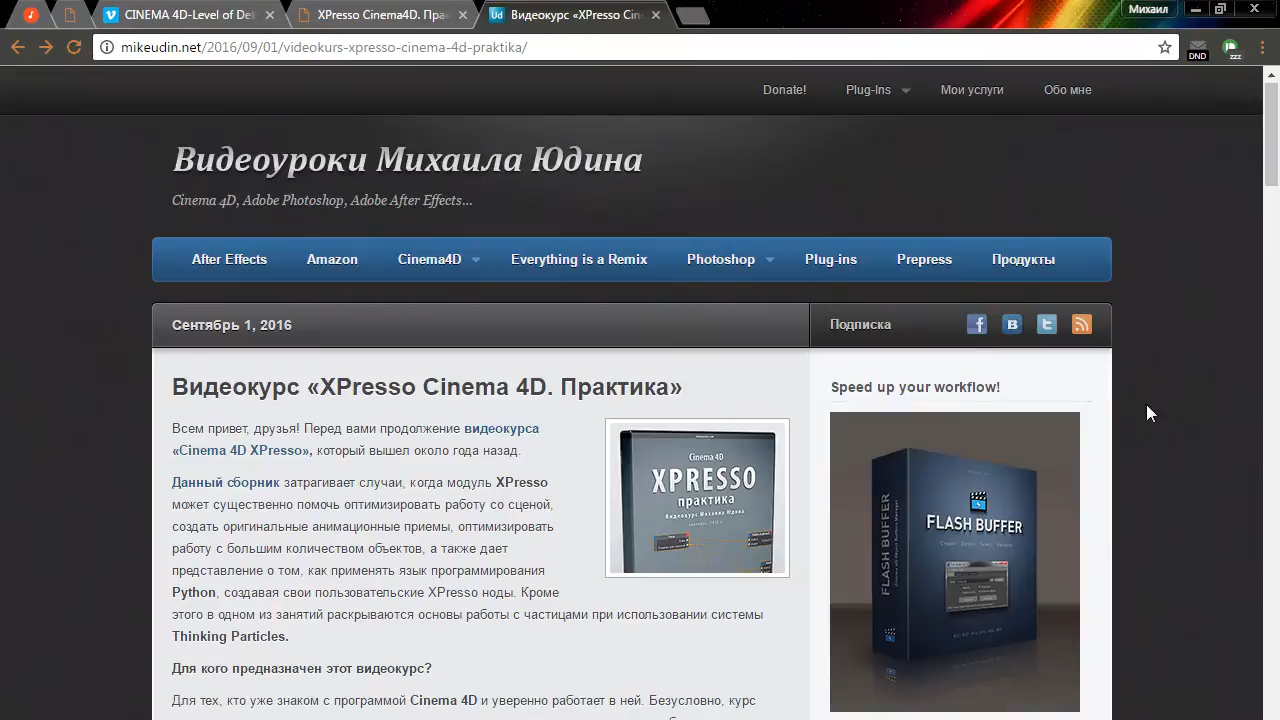 CINEMA 4D-Level of Det
XPresso Cinema4D. Пра
Видеокурс «XPresso Cin
Михаил
mikeudin.net/2016/09/01/videokurs-xpresso-cinema-4d-praktika/
DND
zzz
Donate!
Plug-Ins
Мои услуги
Обо мне
Видеоуроки Михаила Юдина
Cinema 4D, Adobe Photoshop, Adobe After Effects...
After Effects
Amazon
Cinema4D
Everything is a Remix
Photoshop
Plug-ins
Prepress
Продукты
Сентябрь 1, 2016
Подписка
Видеокурс «XPresso Cinema 4D. Практика»
Всем привет, друзья! Перед вами продолжение видеокурса
«Cinema 4D XPresso», который вышел около года назад.
Данный сборник затрагивает случаи, когда модуль XPresso
может существенно помочь оптимизировать работу со сценой,
создать оригинальные анимационные приемы, оптимизировать
работу с большим количеством объектов, а также дает
представление о том, как применять язык программирования
Python, создавая свои пользовательские XPresso ноды. Кроме
этого в одном из занятий раскрываются основы работы с частицами при использовании системы
Thinking Particles.
Для кого предназначен этот видеокурс?
Для тех, кто уже знаком с программой Cinema 4D и уверенно работает в ней. Безусловно, курс
Cinema 4D
XPRESSO
практика
Видеокурс Михаила Юдина
Speed up your workflow!
FLASH BUFFER
FLASH BUFFER